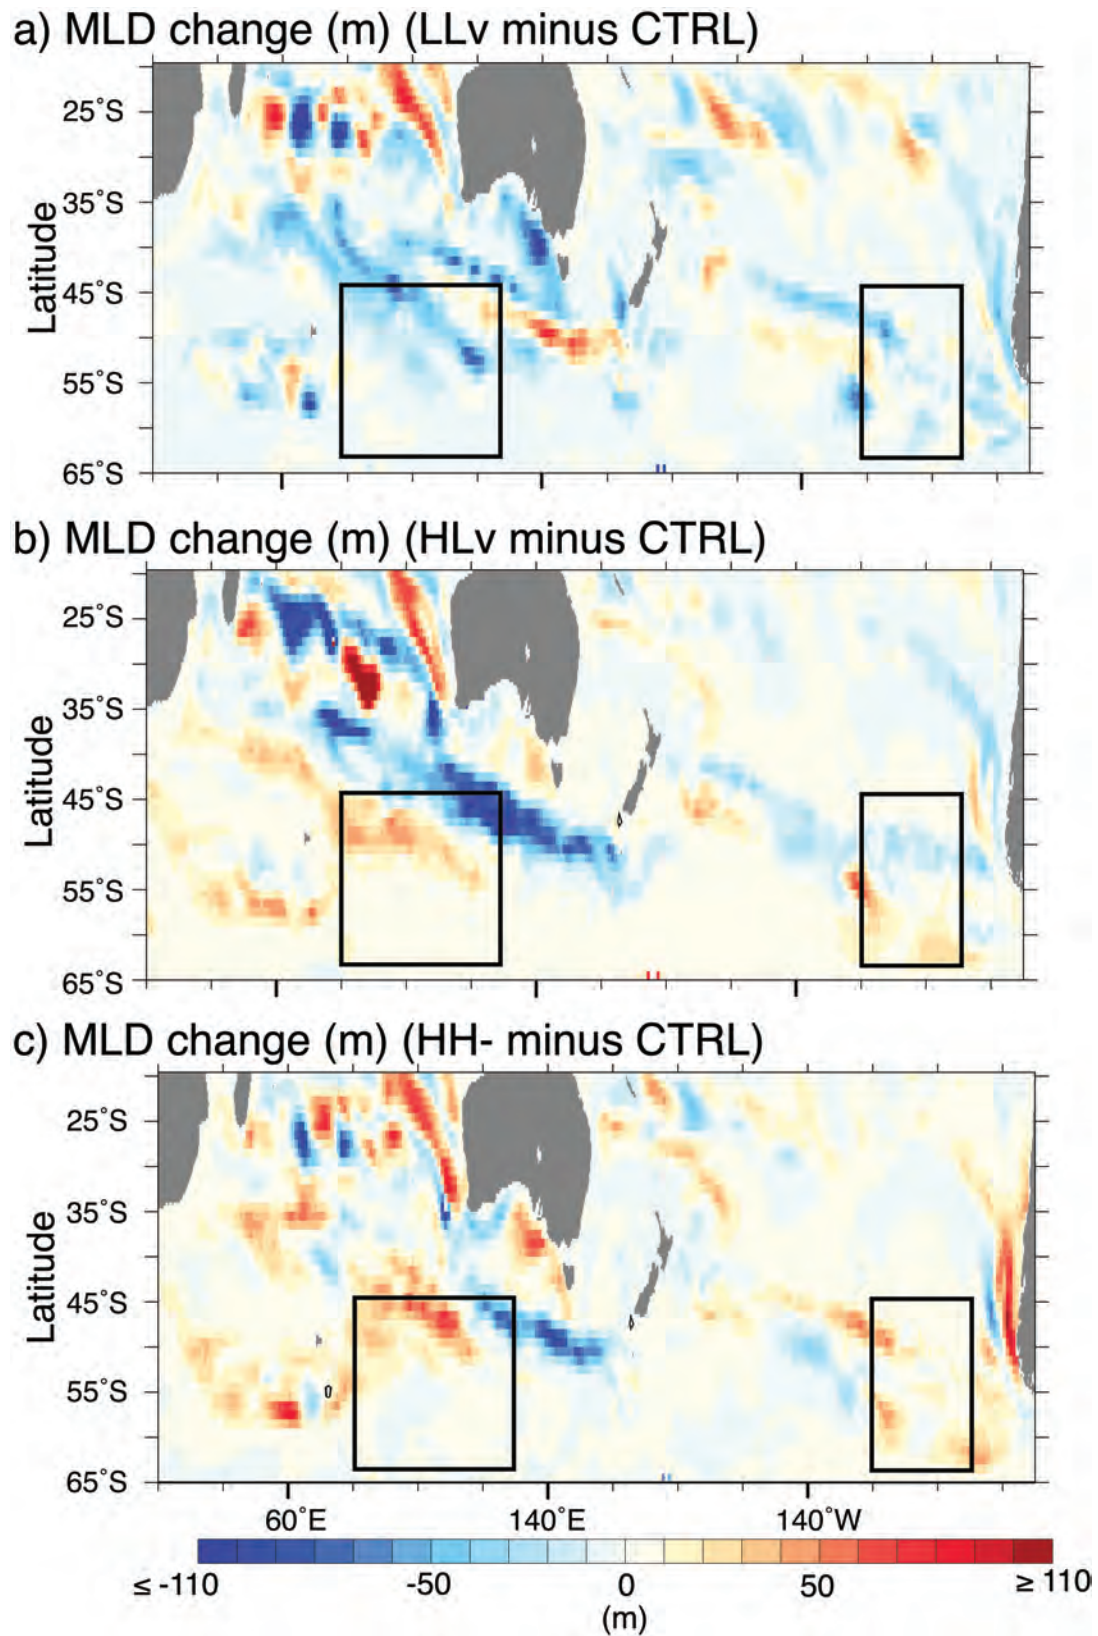 a) MLD change (m) (LLv minus CTRL)
25°S
35°S
45°S
55°S
65°S
Latitude
b) MLD change (m) (HLv minus CTRL)
25°S
35°S
45°S
55°S
65°S
Latitude
c) MLD change (m) (HH- minus CTRL)
25°S
35°S
45°S
55°S
65°S
Latitude
60°E 140°E 140°W
≤ -110 -50 0 50 ≥ 110
(m)